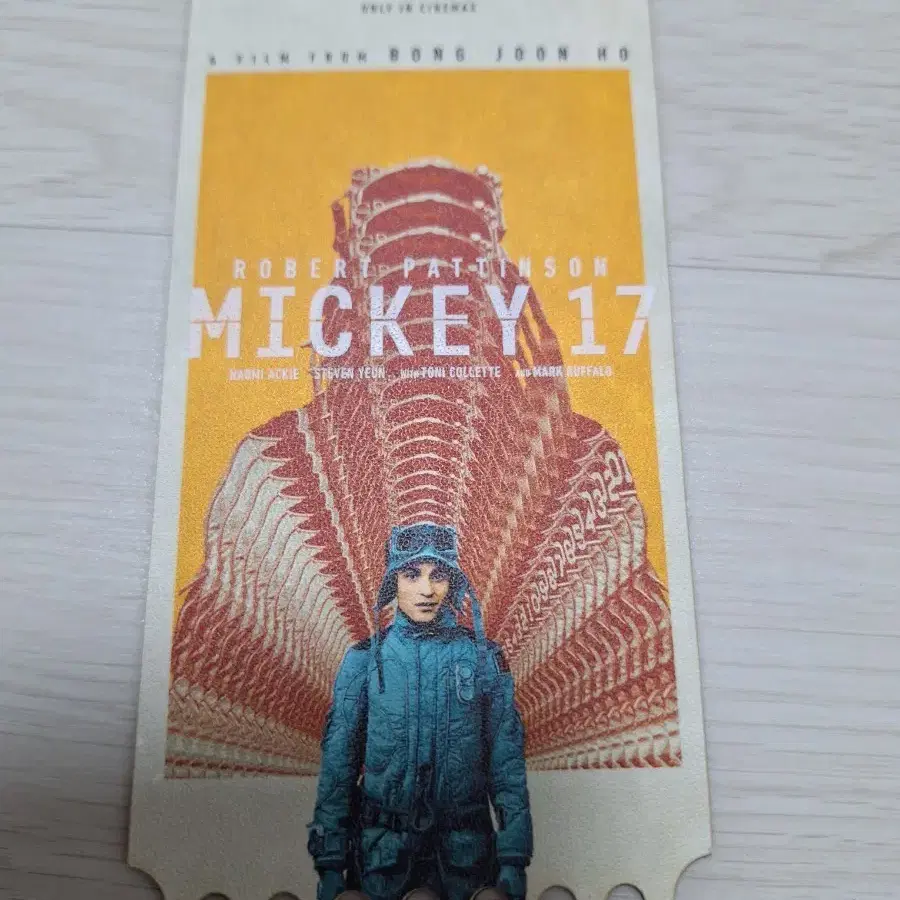 ONLY IN CINEMAS
A FILM FROM BONG JOON HO
ROBERT PATTINSON
MICKEY 17
NAOMI ACKIE STEVEN YEUN WITH TONI COLLETTE AND MARK RUFFALO